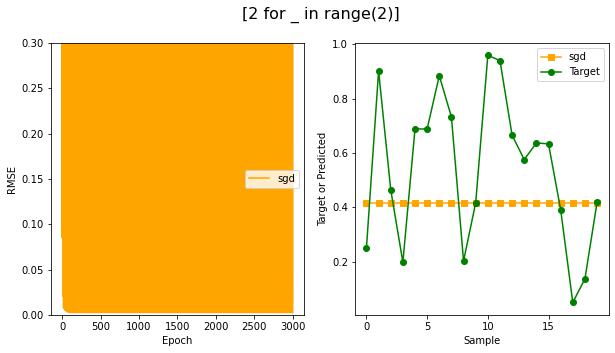 [2 for _ in range(2)]
0.30
0.25
0.20
0.15
0.10
0.05
0.00
RMSE
0 500 1000 1500 2000 2500 3000
Epoch
sgd
1.0
0.8
0.6
0.4
0.2
Target or Predicted
0 5 10 15
Sample
sgd
Target